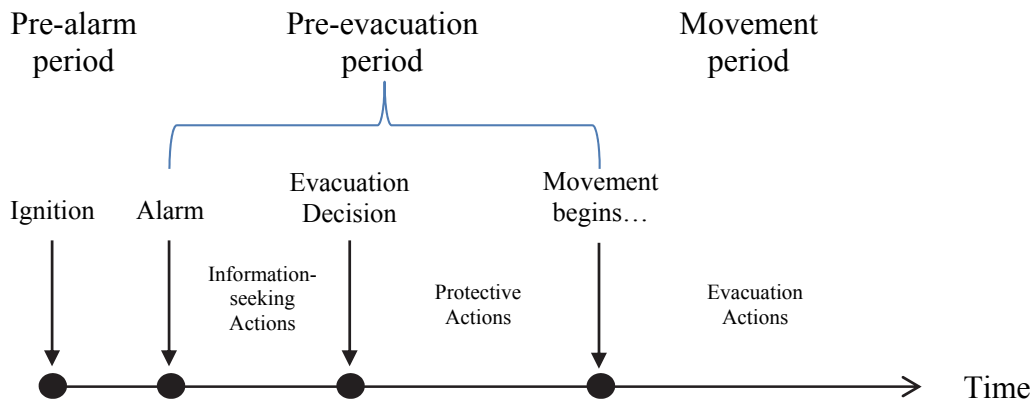 Pre-alarm
period
Pre-evacuation
period
Movement
period
Ignition
Alarm
Evacuation
Decision
Movement
begins…
Information-
seeking
Actions
Protective
Actions
Evacuation
Actions
Time